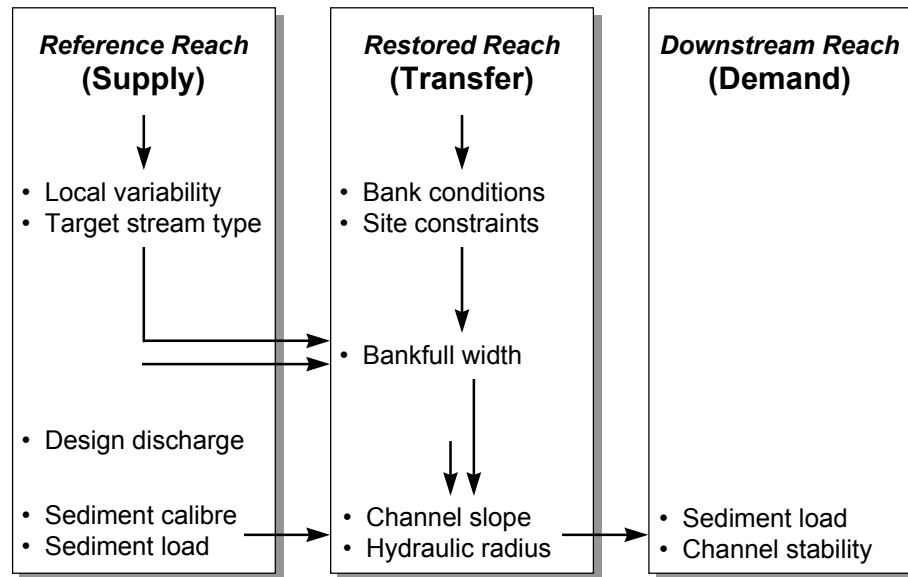 Reference Reach
(Supply)
• Local variability
• Target stream type
• Design discharge
• Sediment calibre
• Sediment load
Restored Reach
(Transfer)
• Bank conditions
• Site constraints
• Bankfull width
• Channel slope
• Hydraulic radius
Downstream Reach
(Demand)
• Sediment load
• Channel stability